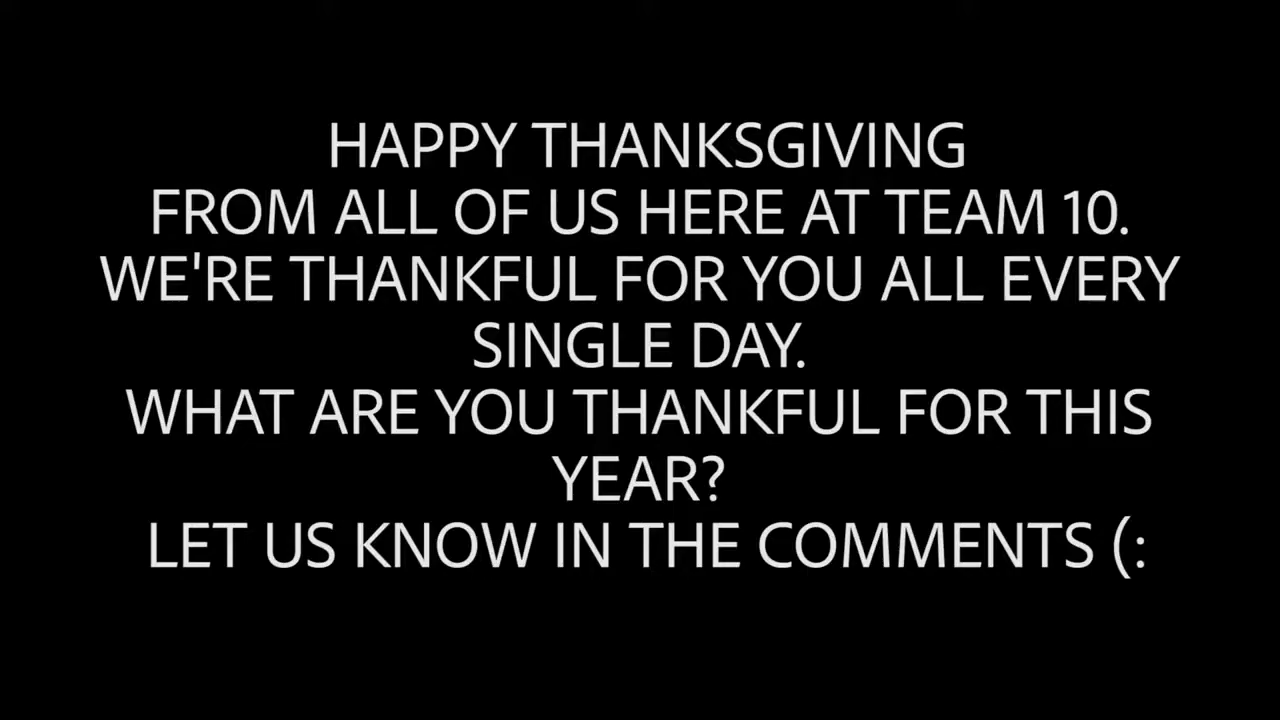 HAPPY THANKSGIVING
FROM ALL OF US HERE AT TEAM 10.
WE'RE THANKFUL FOR YOU ALL EVERY
SINGLE DAY.
WHAT ARE YOU THANKFUL FOR THIS
YEAR?
LET US KNOW IN THE COMMENTS (: